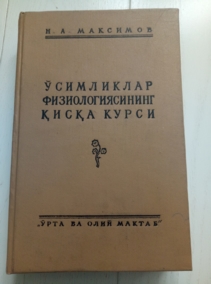 Н. А. МАКСИМОВ
ЎСИМЛИКЛАР
ФИЗИОЛОГИЯСИНИНГ
ҚИСҚА КУРСИ
„ЎРТА ВА ОЛИЙ МАКТАБ"